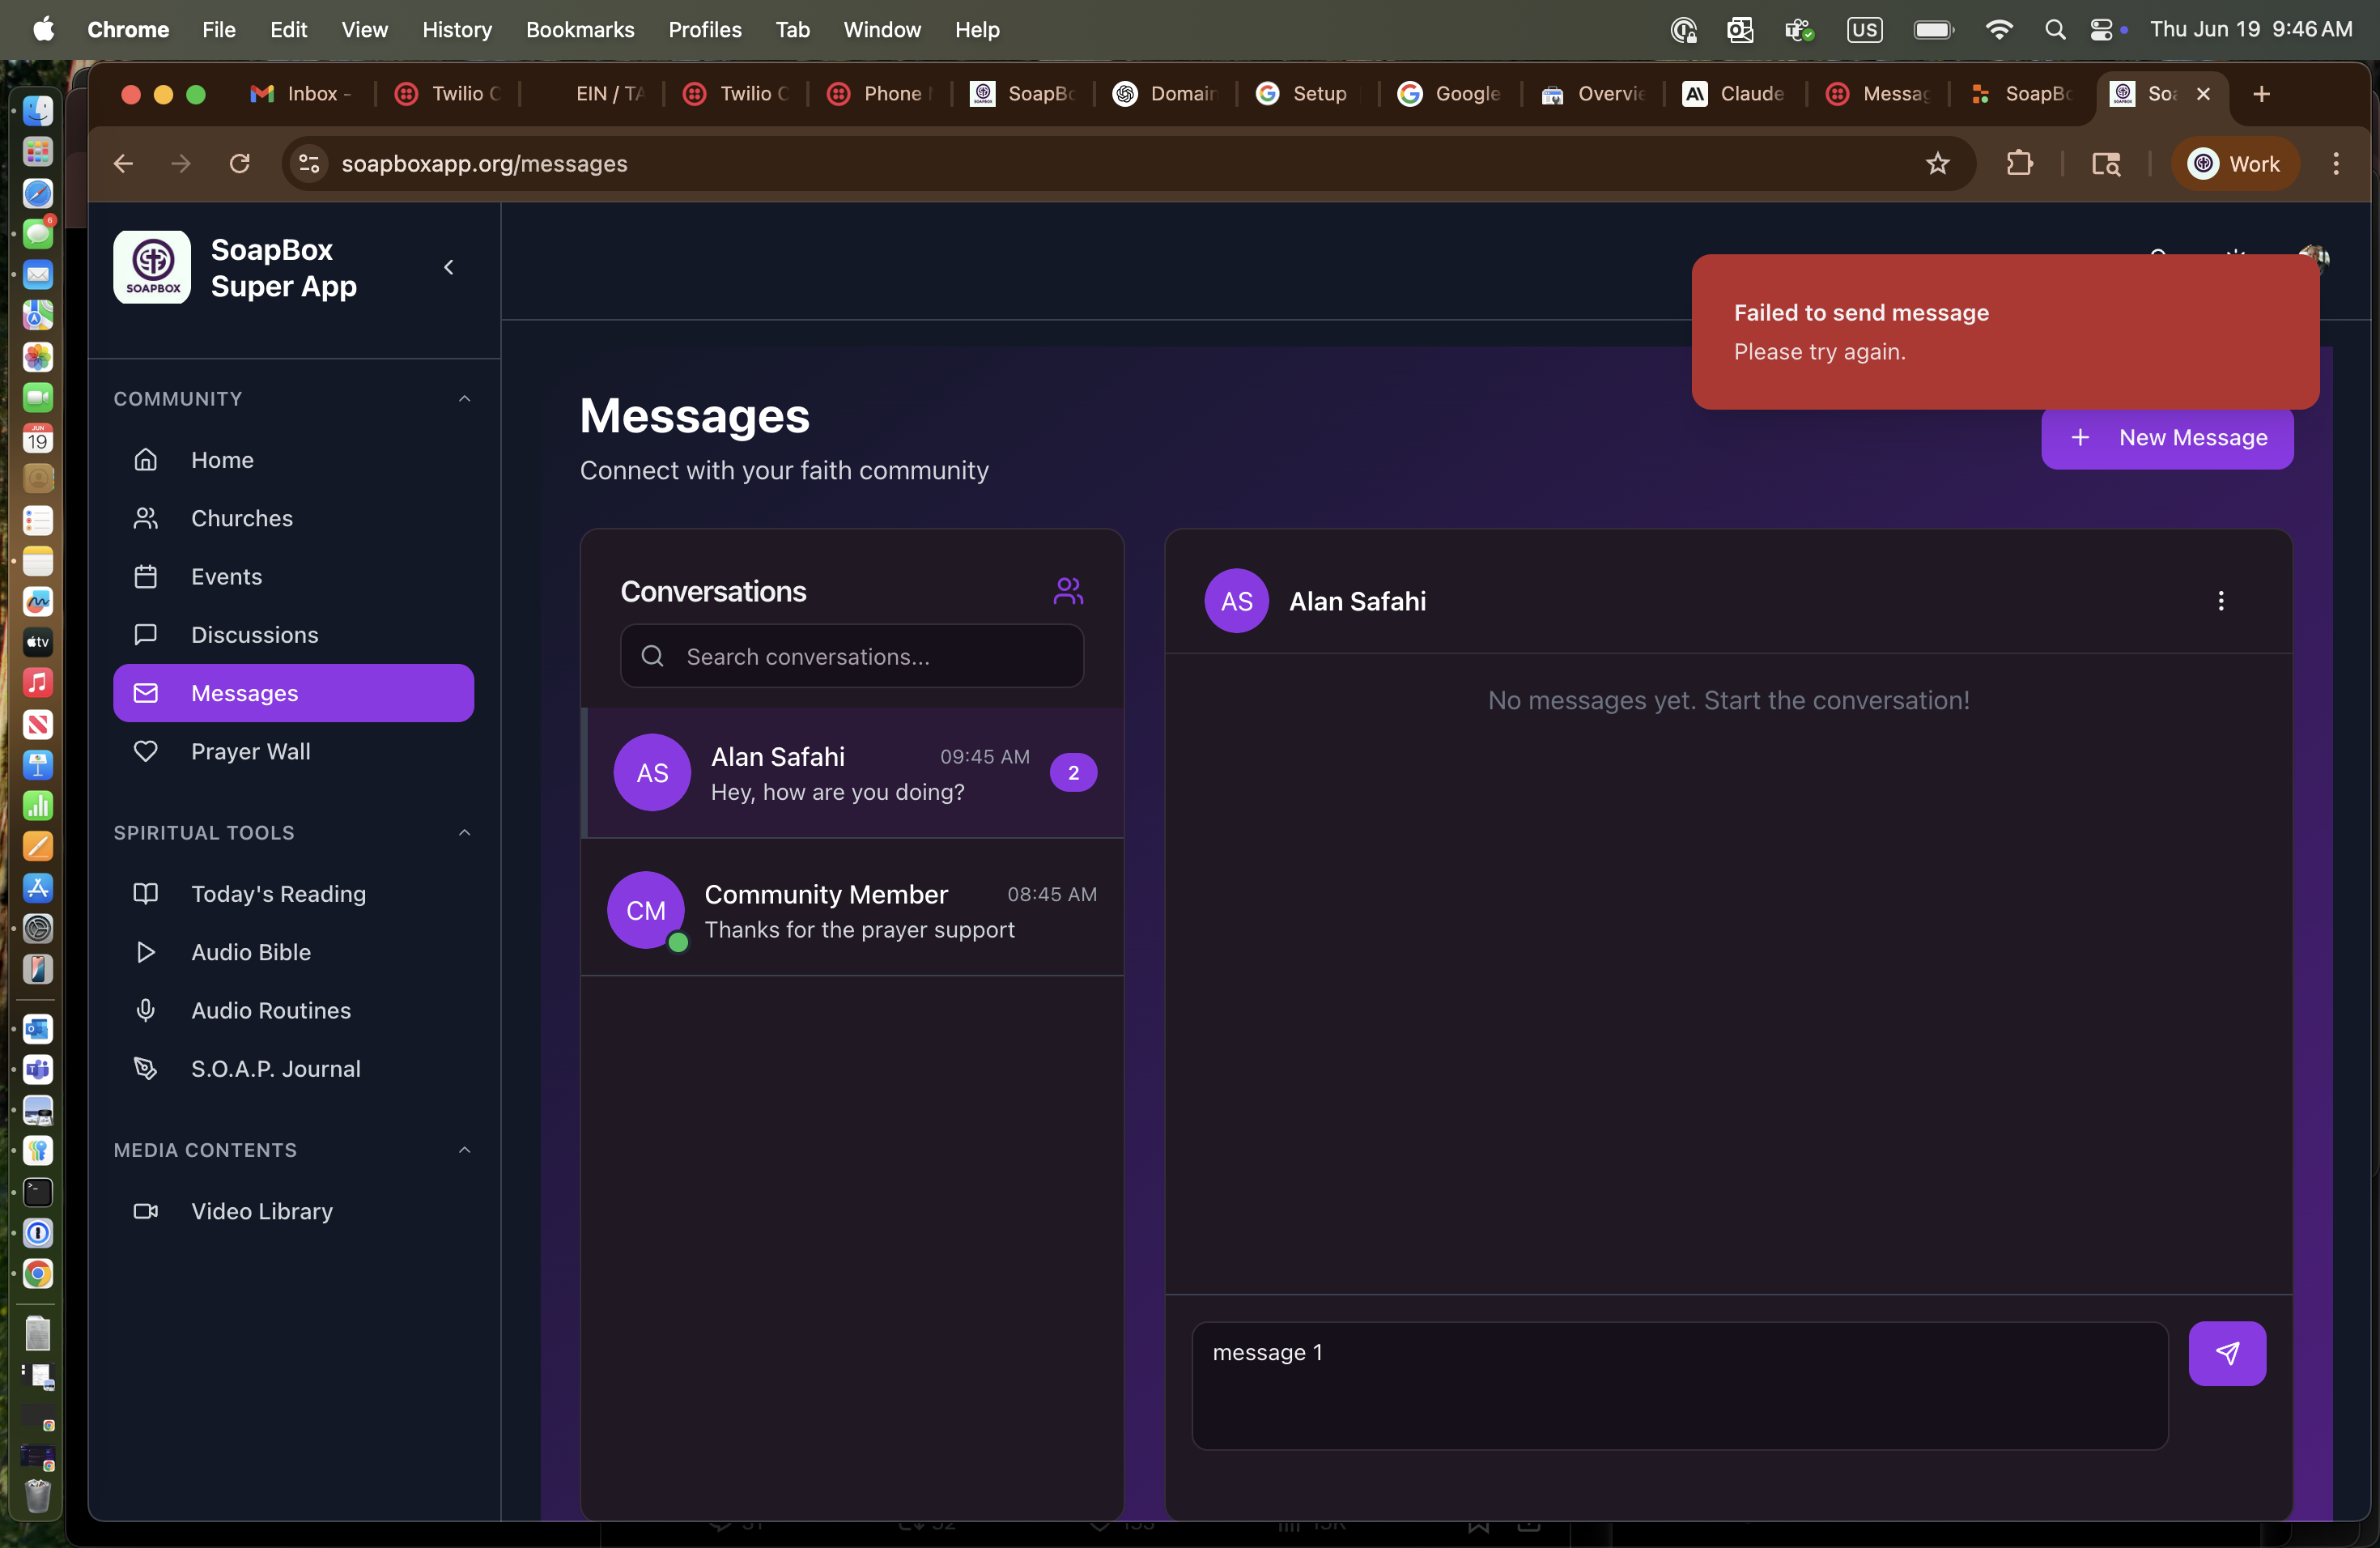 Chrome File Edit View History Bookmarks Profiles Tab Window Help US Thu Jun 19 9:46 AM
Inbox - Twilio C EIN / TA Twilio C Phone SoapBo Domain Setup Google Overvie Claude Messag SoapBo Soa
soapboxapp.org/messages Work
SoapBox
Super App
SOAPBOX
Failed to send message
Please try again.
COMMUNITY
Home
Churches
Events
Discussions
Messages
Prayer Wall
SPIRITUAL TOOLS
Today's Reading
Audio Bible
Audio Routines
S.O.A.P. Journal
MEDIA CONTENTS
Video Library
Messages
Connect with your faith community
New Message
Conversations
Search conversations...
AS Alan Safahi 09:45 AM 2
Hey, how are you doing?
CM Community Member 08:45 AM
Thanks for the prayer support
AS Alan Safahi
No messages yet. Start the conversation!
message 1
6
JUN
19
tv